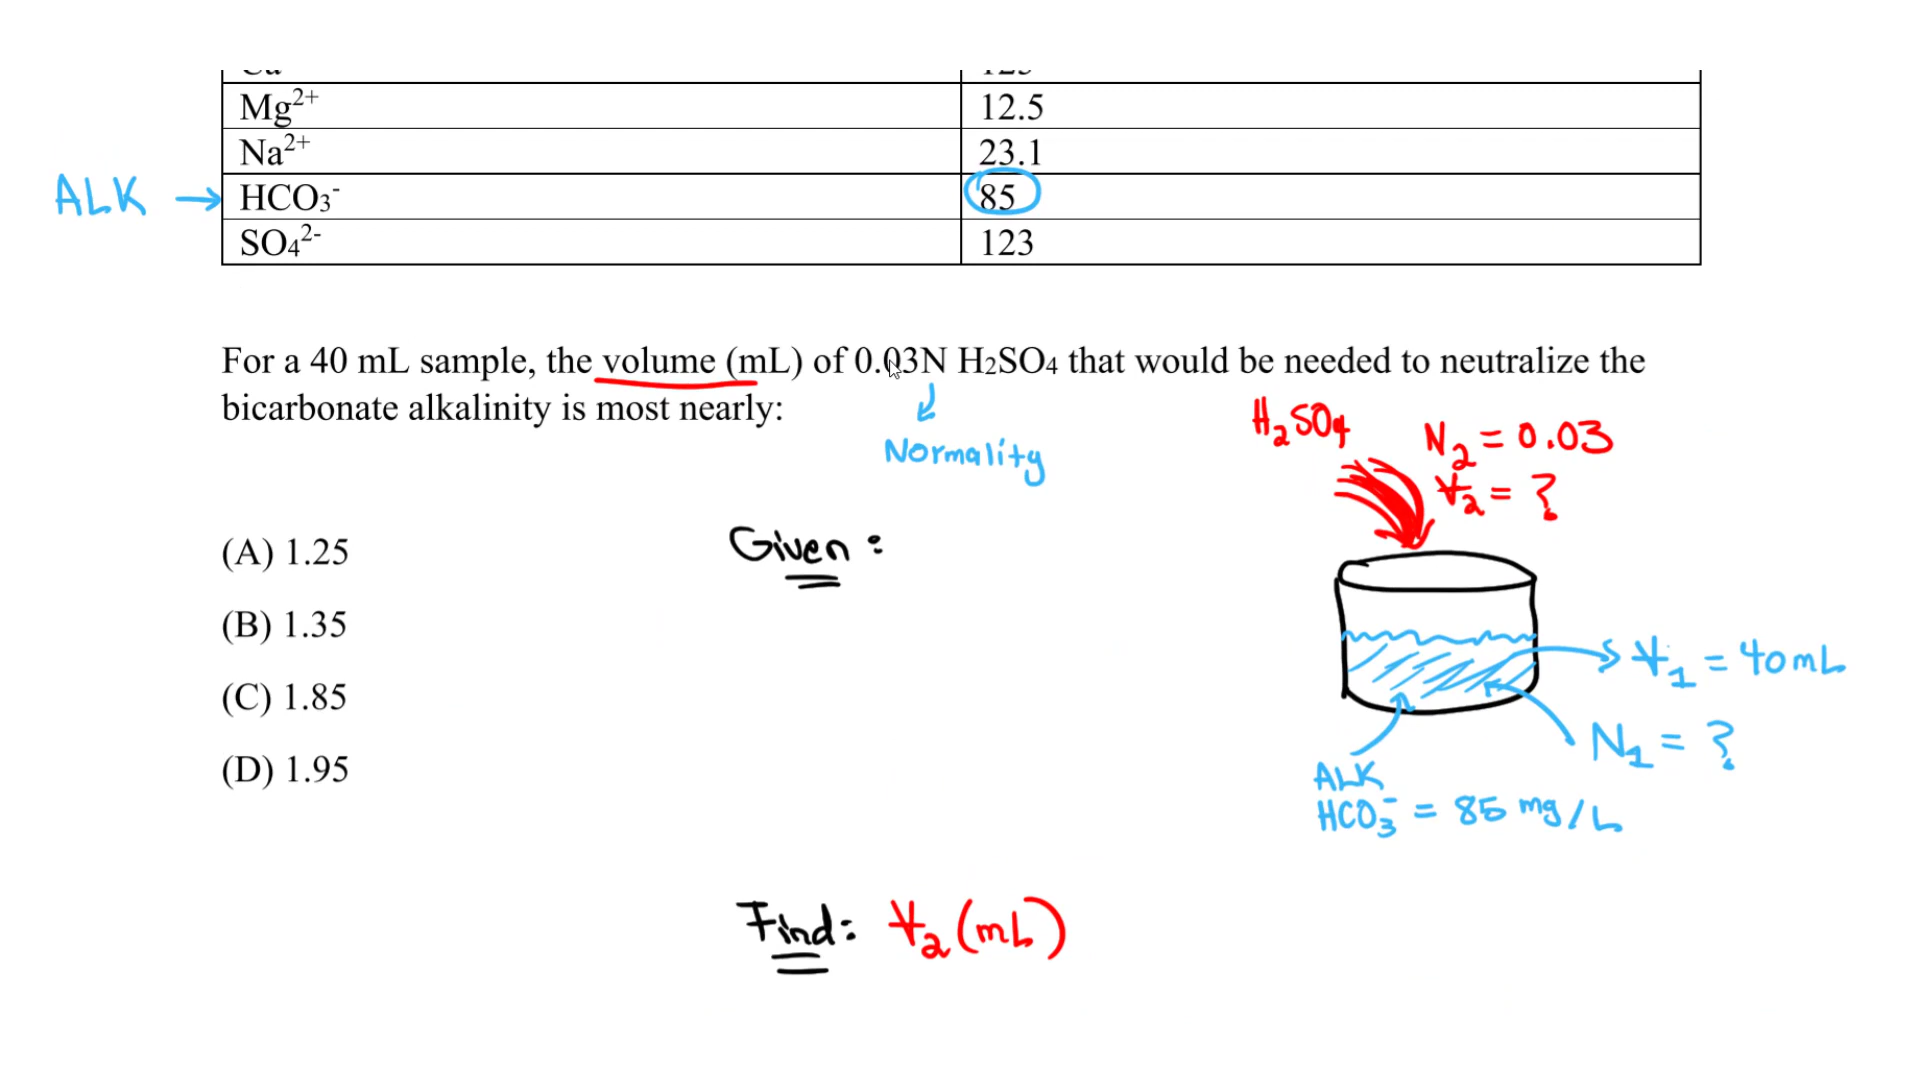 Mg²⁺ 12.5
Na²⁺ 23.1
ALK → HCO₃⁻ 85
SO₄²⁻ 123
For a 40 mL sample, the volume (mL) of 0.03N H₂SO₄ that would be needed to neutralize the
bicarbonate alkalinity is most nearly:
Normality
H₂SO₄
N₂ = 0.03
V₂ = ?
(A) 1.25
(B) 1.35
(C) 1.85
(D) 1.95
Given:
V₁ = 40mL
N₁ = ?
ALK
HCO₃⁻ = 85 mg/L
Find: V₂ (mL)